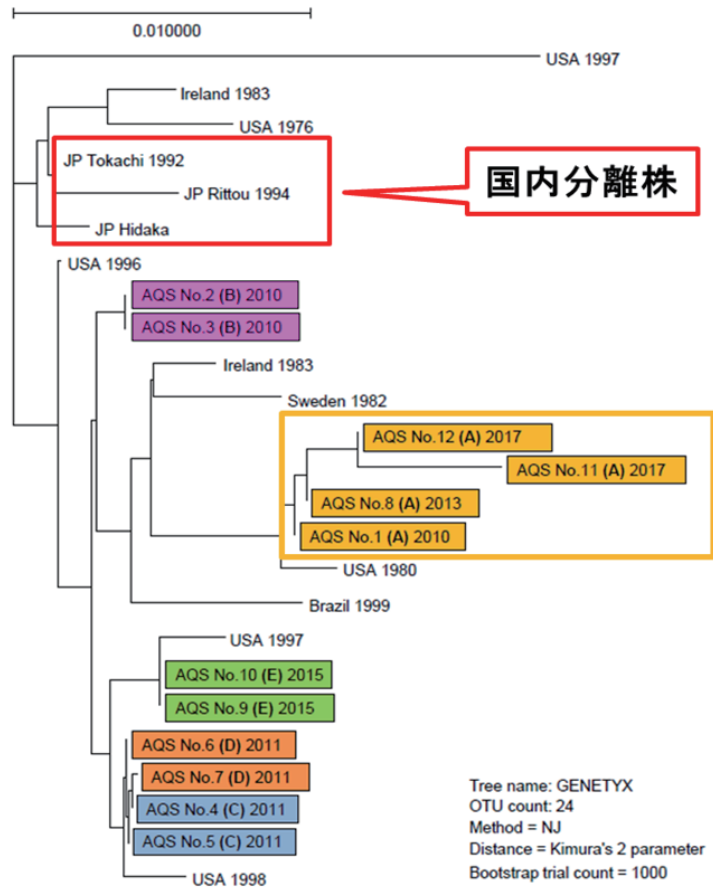 0.010000
USA 1997
Ireland 1983
USA 1976
JP Tokachi 1992
JP Rittou 1994
国内分離株
JP Hidaka
USA 1996
AQS No.2 (B) 2010
AQS No.3 (B) 2010
Ireland 1983
Sweden 1982
AQS No.12 (A) 2017
AQS No.11 (A) 2017
AQS No.8 (A) 2013
AQS No.1 (A) 2010
USA 1980
Brazil 1999
USA 1997
AQS No.10 (E) 2015
AQS No.9 (E) 2015
AQS No.6 (D) 2011
AQS No.7 (D) 2011
AQS No.4 (C) 2011
AQS No.5 (C) 2011
USA 1998
Tree name: GENETYX
OTU count: 24
Method = NJ
Distance = Kimura's 2 parameter
Bootstrap trial count = 1000